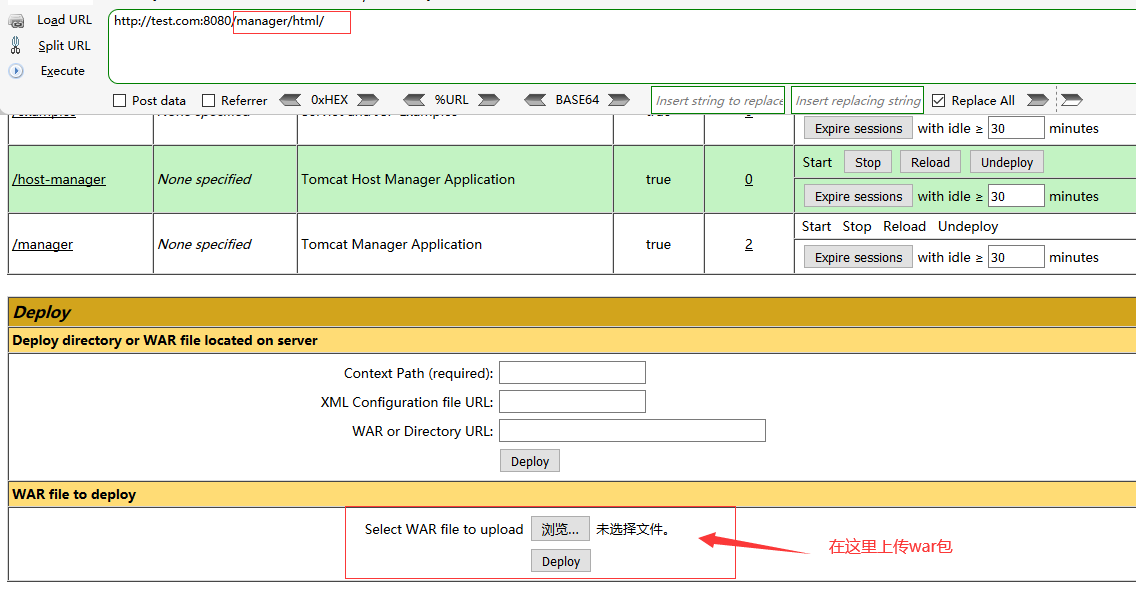 Load URL http://test.com:8080/manager/html/
Split URL
Execute
Post data Referrer 0xHEX %URL BASE64 Insert string to replace Insert replacing string Replace All
/examples None specified Servlet and JSP Examples true
Expire sessions with idle ≥ 30 minutes
/host-manager None specified Tomcat Host Manager Application true 0 Start Stop Reload Undeploy
Expire sessions with idle ≥ 30 minutes
/manager None specified Tomcat Manager Application true 2 Start Stop Reload Undeploy
Expire sessions with idle ≥ 30 minutes
Deploy
Deploy directory or WAR file located on server
Context Path (required):
XML Configuration file URL:
WAR or Directory URL:
Deploy
WAR file to deploy
Select WAR file to upload 浏览... 未选择文件。
在这里上传war包
Deploy